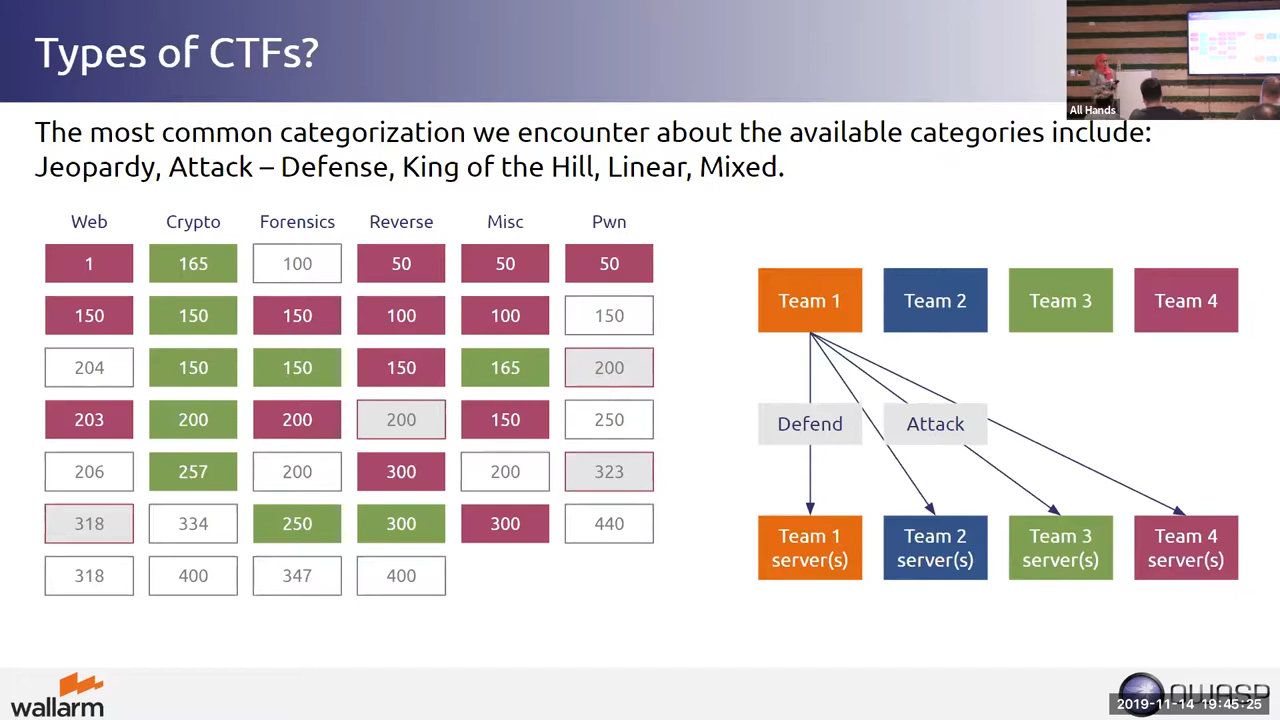 Types of CTFs?
All Hands
The most common categorization we encounter about the available categories include:
Jeopardy, Attack – Defense, King of the Hill, Linear, Mixed.
Web Crypto Forensics Reverse Misc Pwn
1 165 100 50 50 50
150 150 150 100 100 150
204 150 150 150 165 200
203 200 200 200 150 250
206 257 200 300 200 323
318 334 250 300 300 440
318 400 347 400
Team 1 Team 2 Team 3 Team 4
Defend Attack
Team 1 Team 2 Team 3 Team 4
server(s) server(s) server(s) server(s)
wallarm
OWASP
2019-11-14 19:45:25